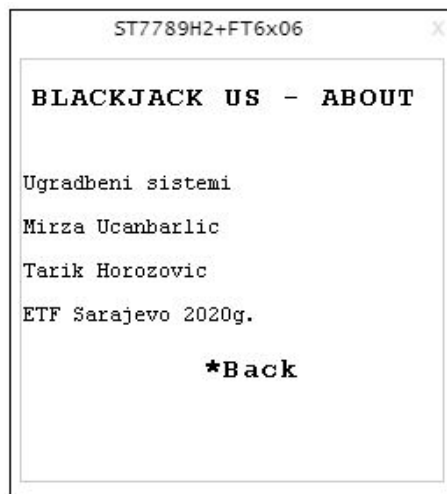 ST7789H2+FT6x06 X
BLACKJACK US - ABOUT
Ugradbeni sistemi
Mirza Ucanbarlic
Tarik Horozovic
ETF Sarajevo 2020g.
*Back